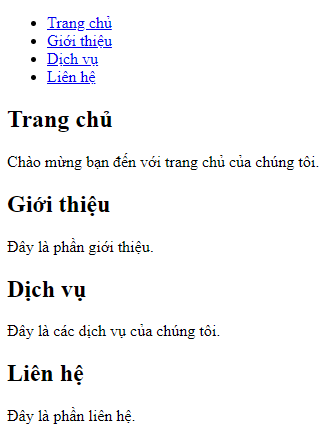 Trang chủ
Giới thiệu
Dịch vụ
Liên hệ
Trang chủ
Chào mừng bạn đến với trang chủ của chúng tôi.
Giới thiệu
Đây là phần giới thiệu.
Dịch vụ
Đây là các dịch vụ của chúng tôi.
Liên hệ
Đây là phần liên hệ.